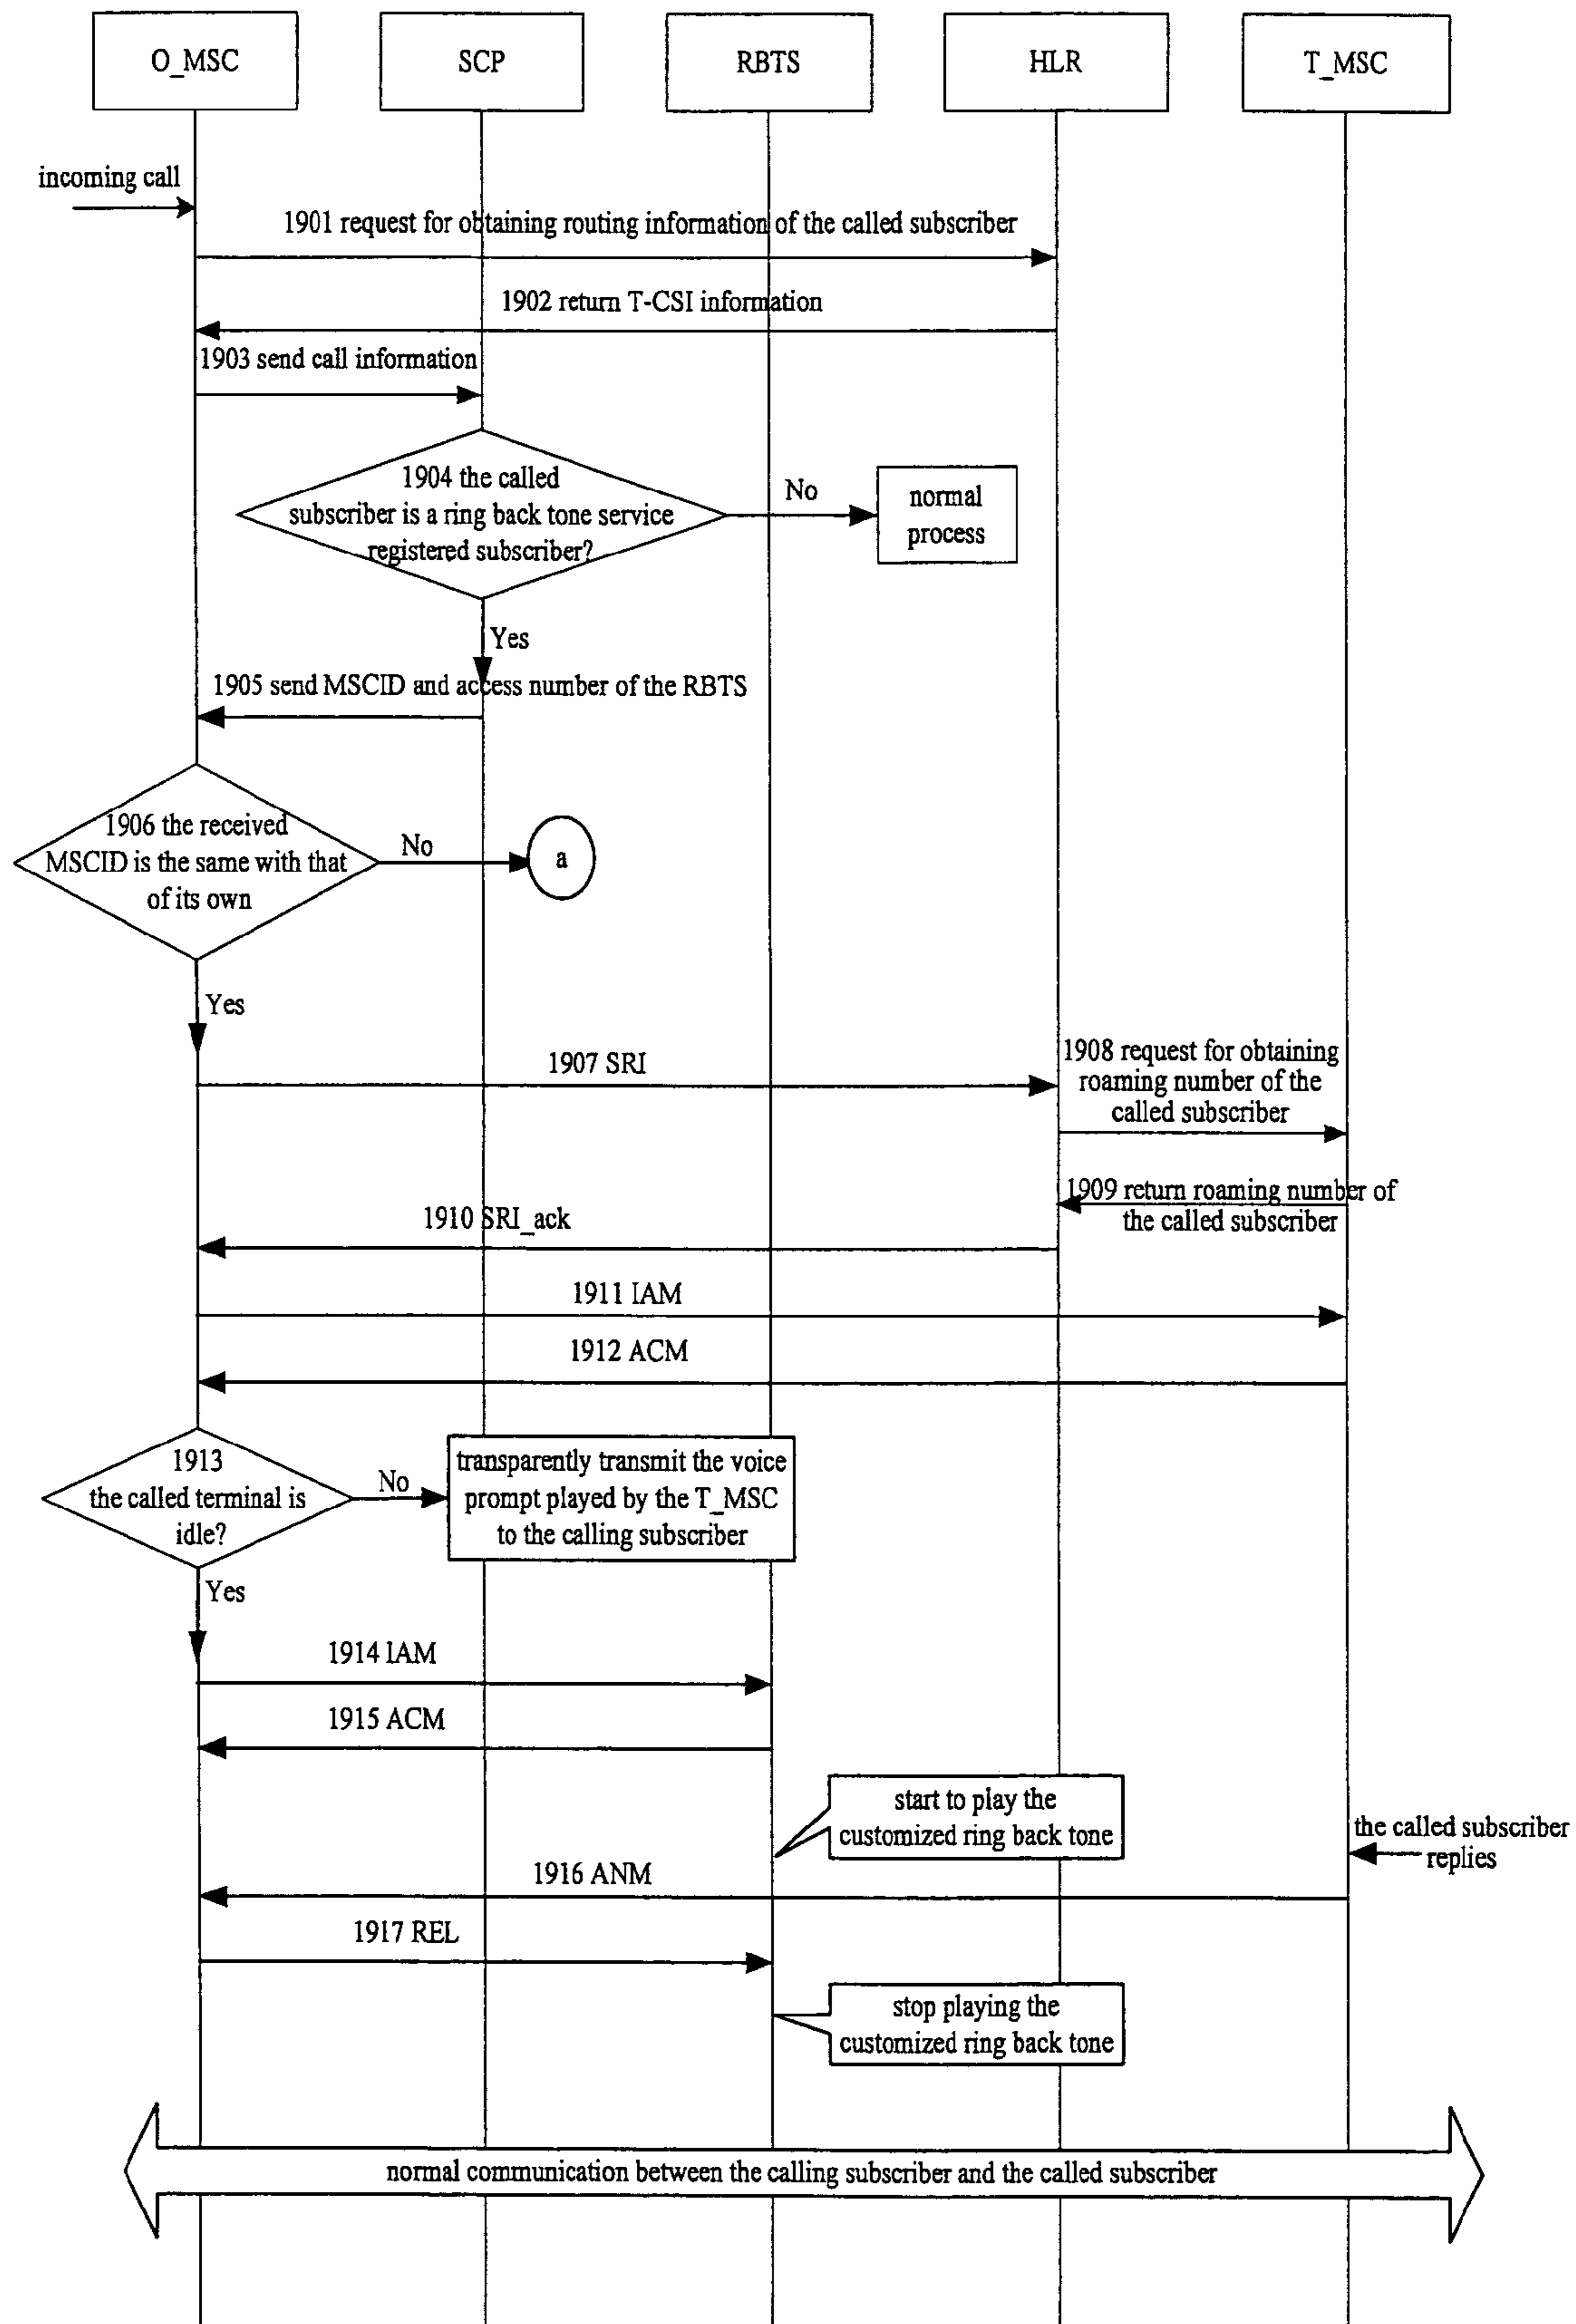 O_MSC
SCP
RBTS
HLR
T_MSC
incoming call
1901 request for obtaining routing information of the called subscriber
1902 return T-CSI information
1903 send call information
1904 the called
subscriber is a ring back tone service
registered subscriber?
No
normal
process
Yes
1905 send MSCID and access number of the RBTS
1906 the received
MSCID is the same with that
of its own
No
a
Yes
1907 SRI
1908 request for obtaining
roaming number of the
called subscriber
1909 return roaming number of
the called subscriber
1910 SRI_ack
1911 IAM
1912 ACM
1913
the called terminal is
idle?
No
transparently transmit the voice
prompt played by the T_MSC
to the calling subscriber
Yes
1914 IAM
1915 ACM
start to play the
customized ring back tone
the called subscriber
replies
1916 ANM
1917 REL
stop playing the
customized ring back tone
normal communication between the calling subscriber and the called subscriber